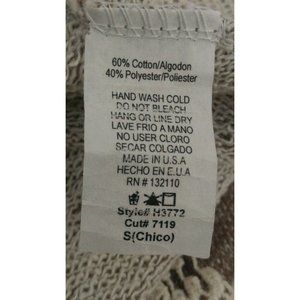 60% Cotton/Algodon
40% Polyester/Poliester
HAND WASH COLD
DO NOT BLEACH
HANG OR LINE DRY
LAVE FRIO A MANO
NO USER CLORO
SECAR COLGADO
MADE IN U.S.A
HECHO EN E.U.A
RN # 132110
Style# H3772
Cut# 7119
S(Chico)